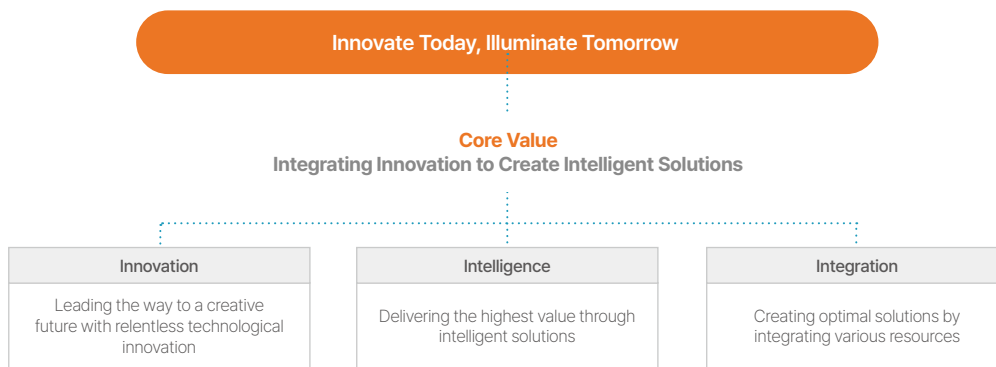 Innovate Today, Illuminate Tomorrow
Core Value
Integrating Innovation to Create Intelligent Solutions
Innovation
Leading the way to a creative
future with relentless technological
innovation
Intelligence
Delivering the highest value through
intelligent solutions
Integration
Creating optimal solutions by
integrating various resources